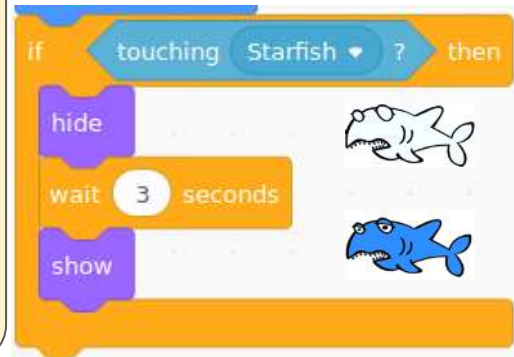 if touching Starfish ? then
hide
wait 3 seconds
show